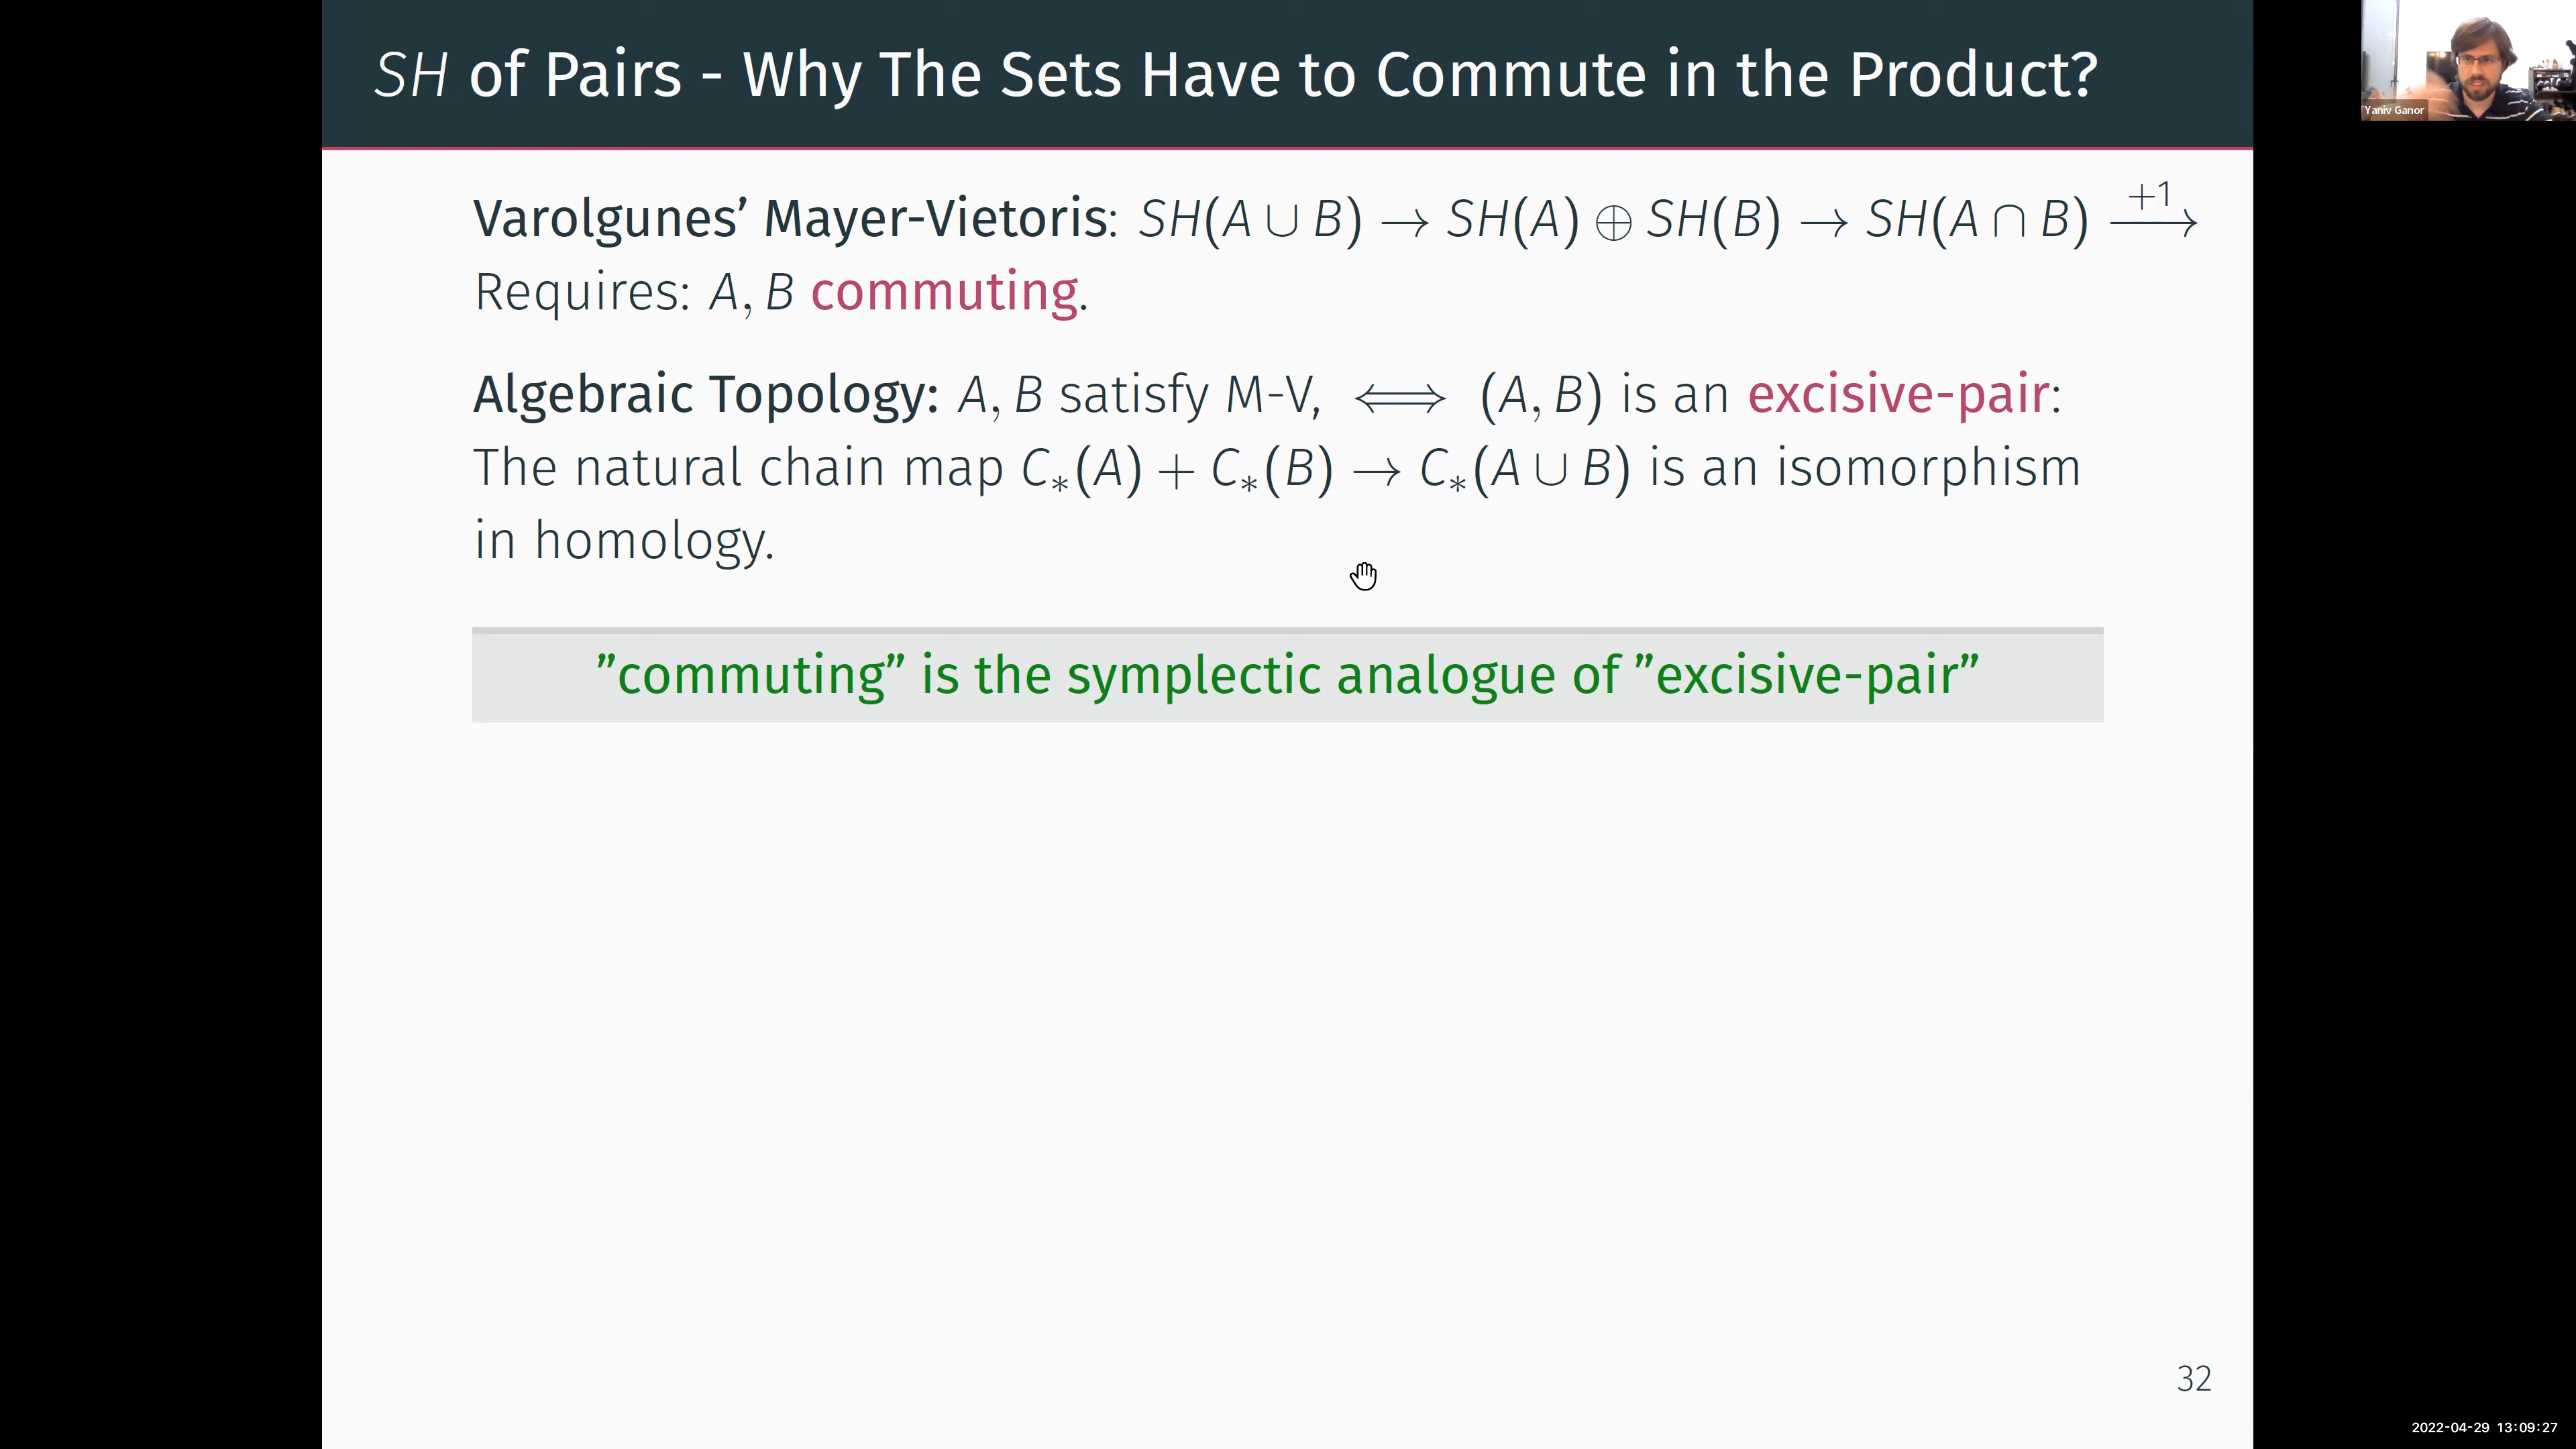 SH of Pairs - Why The Sets Have to Commute in the Product?
Yaniv Ganor
Varolgunes’ Mayer-Vietoris: SH(A ∪ B) → SH(A) ⊕ SH(B) → SH(A ∩ B) +1→
Requires: A, B commuting.
Algebraic Topology: A, B satisfy M-V, ⟺ (A, B) is an excisive-pair:
The natural chain map C∗(A) + C∗(B) → C∗(A ∪ B) is an isomorphism
in homology.
”commuting” is the symplectic analogue of ”excisive-pair”
32
2022-04-29 13:09:27